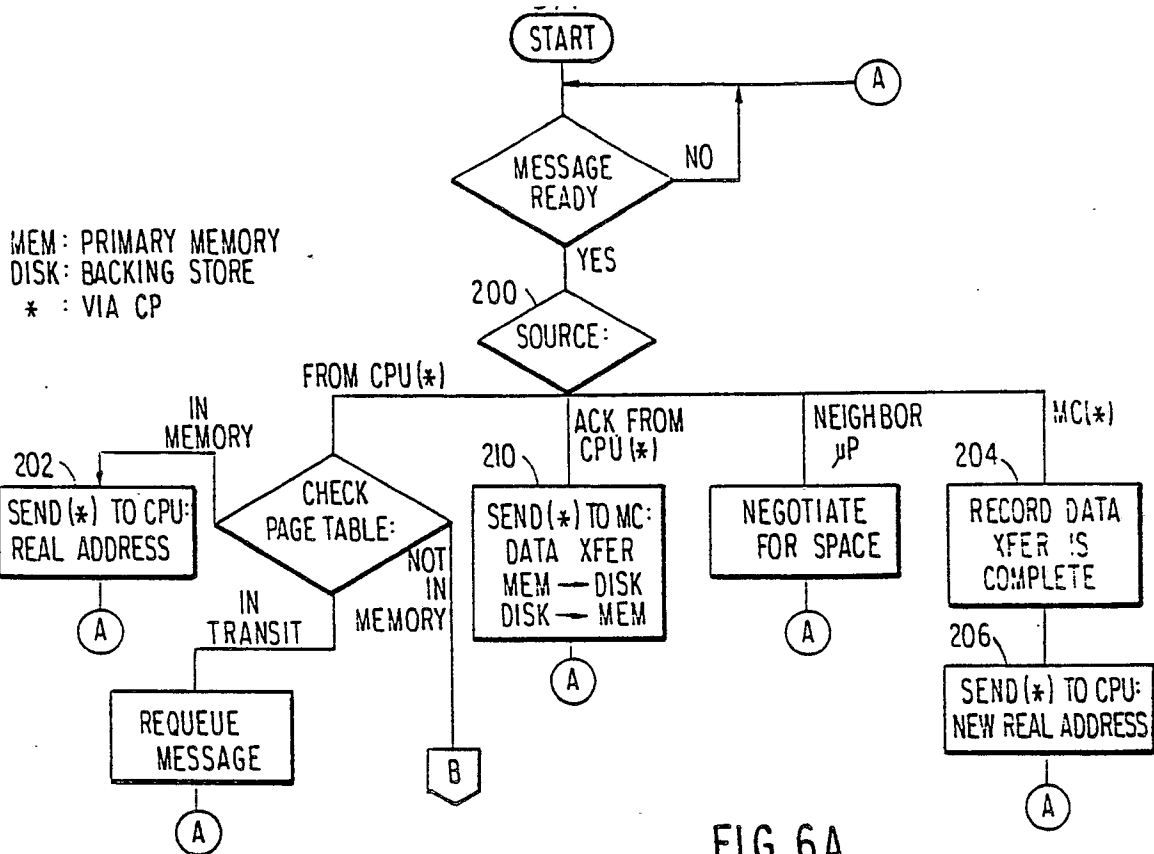 START
A
MESSAGE
READY
NO
YES
MEM: PRIMARY MEMORY
DISK: BACKING STORE
* : VIA CP
200
SOURCE:
FROM CPU(*)
ACK FROM
CPU(*)
NEIGHBOR
µP
MC(*)
IN
MEMORY
202
SEND(*) TO CPU:
REAL ADDRESS
A
CHECK
PAGE TABLE:
NOT
IN
MEMORY
IN
TRANSIT
REQUEUE
MESSAGE
A
B
210
SEND(*) TO MC:
DATA XFER
MEM → DISK
DISK → MEM
A
NEGOTIATE
FOR SPACE
A
204
RECORD DATA
XFER IS
COMPLETE
206
SEND(*) TO CPU:
NEW REAL ADDRESS
A
FIG 6A